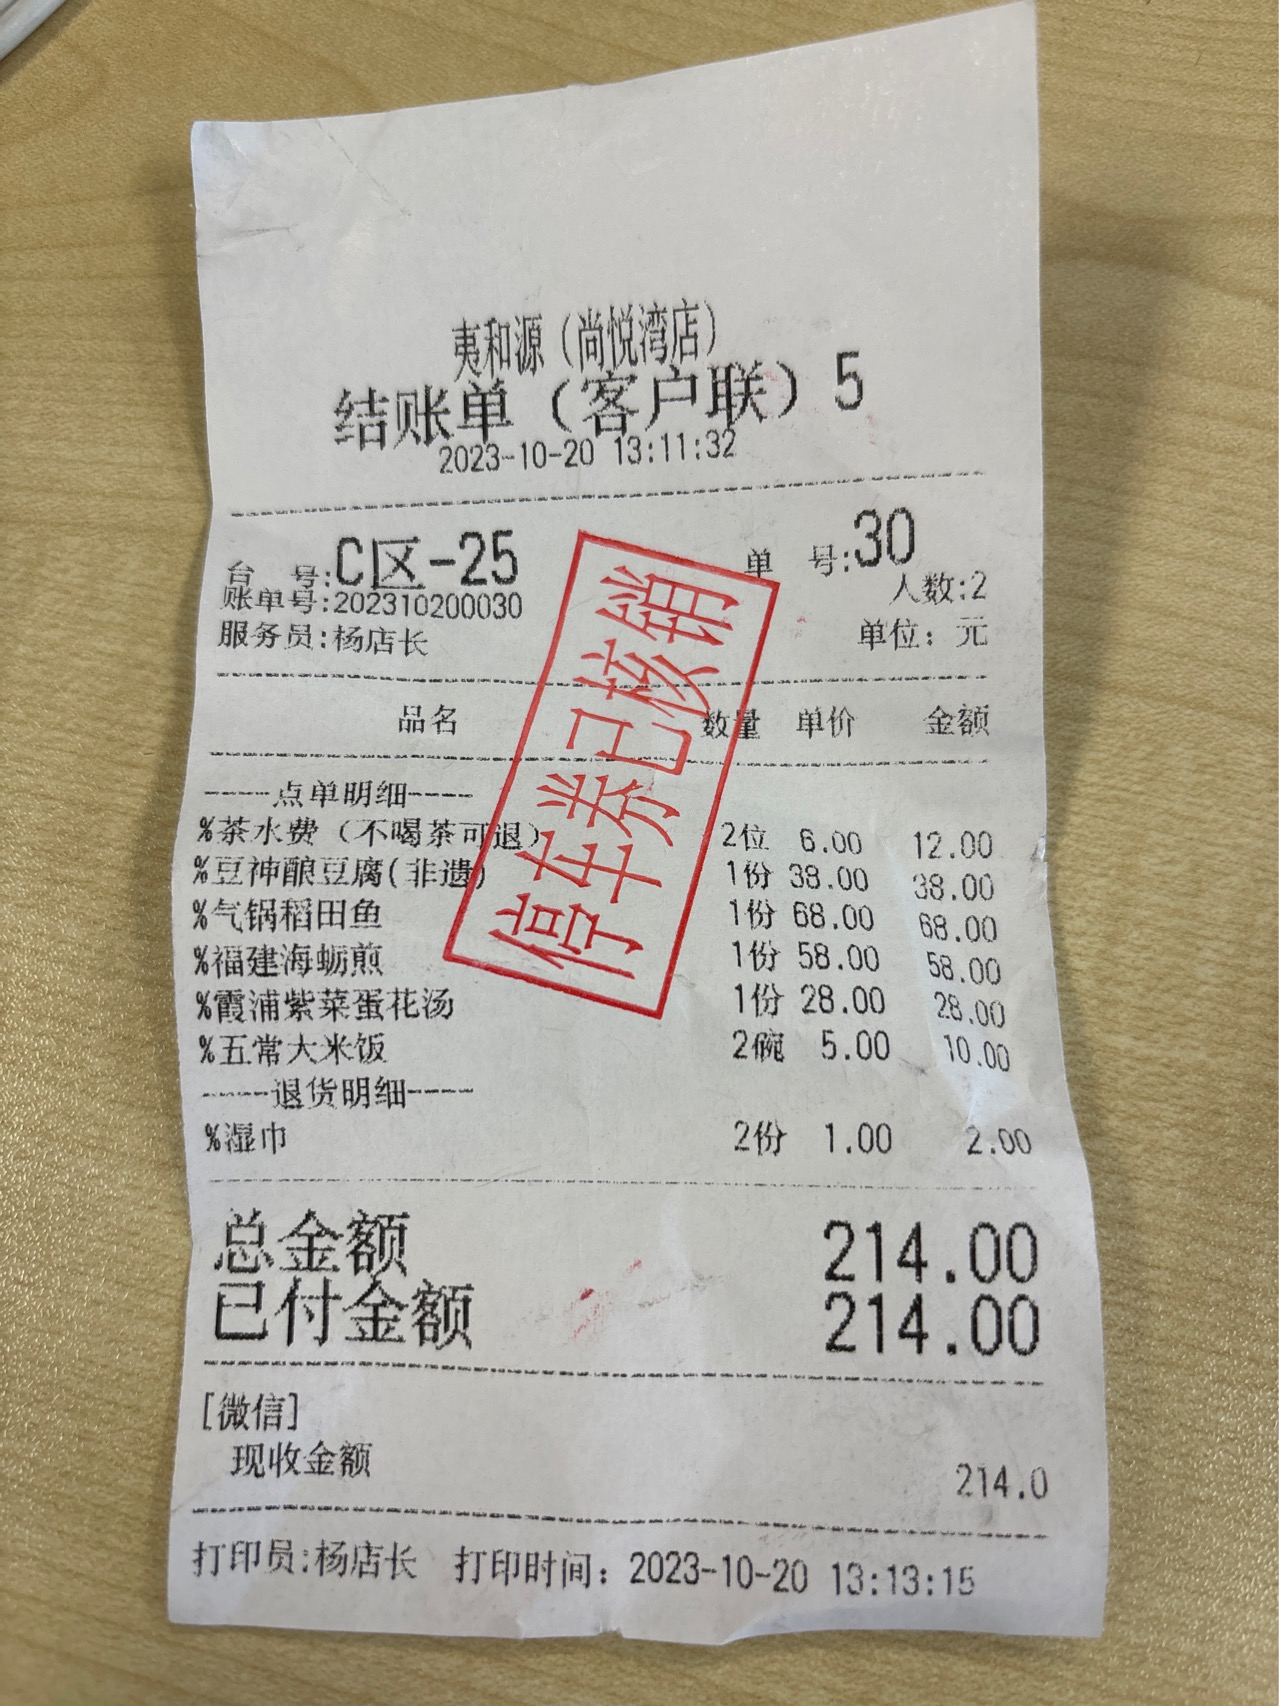 夷和源（尚悦湾店）
结账单（客户联）5
2023-10-20 13:11:32
台 号:C区-25 单 号:30
人数:2
账单号:202310200030
服务员:杨店长 单位：元
品名 数量 单价 金额
----点单明细----
%茶水费（不喝茶可退） 2位 6.00 12.00
%豆神酿豆腐(非遗) 1份 38.00 38.00
%气锅稻田鱼 1份 68.00 68.00
%福建海蛎煎 1份 58.00 58.00
%霞浦紫菜蛋花汤 1份 28.00 28.00
%五常大米饭 2碗 5.00 10.00
----退货明细----
%湿巾 2份 1.00 2.00
总金额 214.00
已付金额 214.00
[微信]
现收金额 214.0
打印员:杨店长 打印时间：2023-10-20 13:13:15
停车券已核销